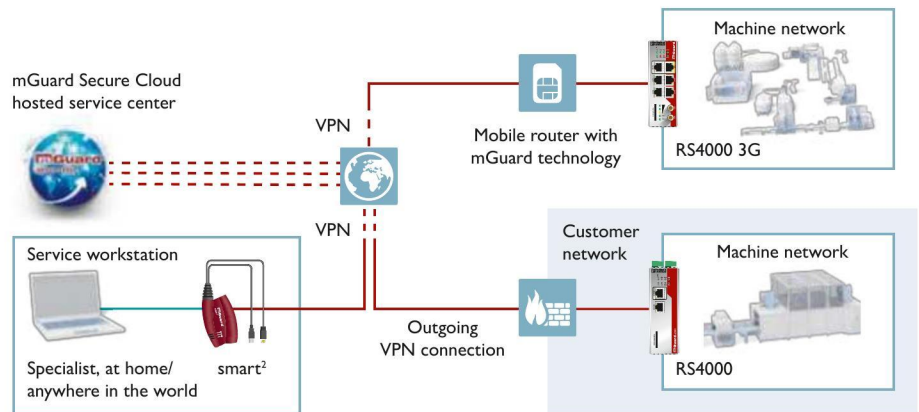 mGuard Secure Cloud
hosted service center
mGuard
VPN
VPN
Mobile router with
mGuard technology
Machine network
RS4000 3G
Service workstation
Specialist, at home/
anywhere in the world
smart²
Outgoing
VPN connection
Customer
network
Machine network
RS4000